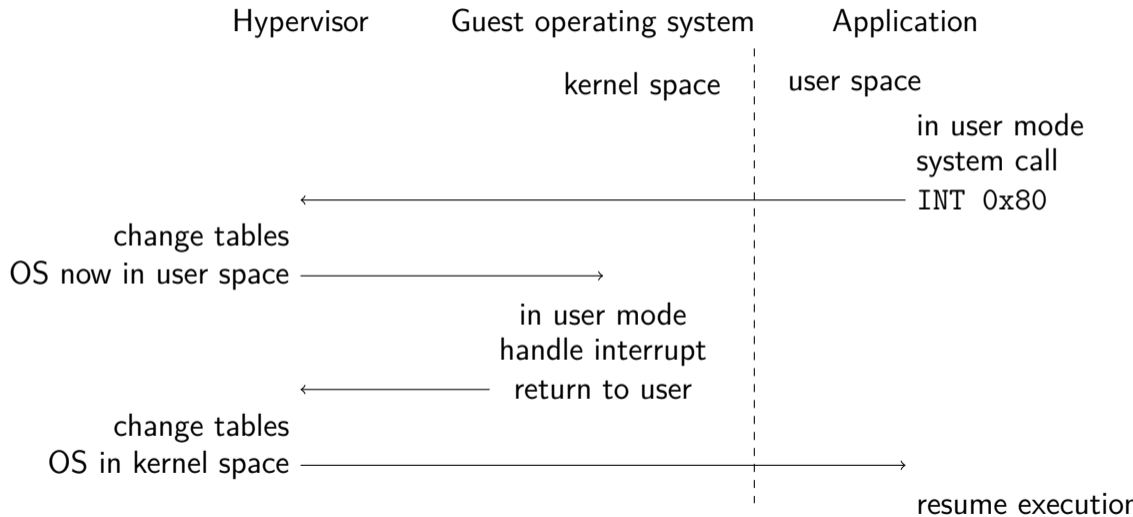 Hypervisor Guest operating system Application
kernel space user space
in user mode
system call
INT 0x80
change tables
OS now in user space
in user mode
handle interrupt
return to user
change tables
OS in kernel space
resume execution